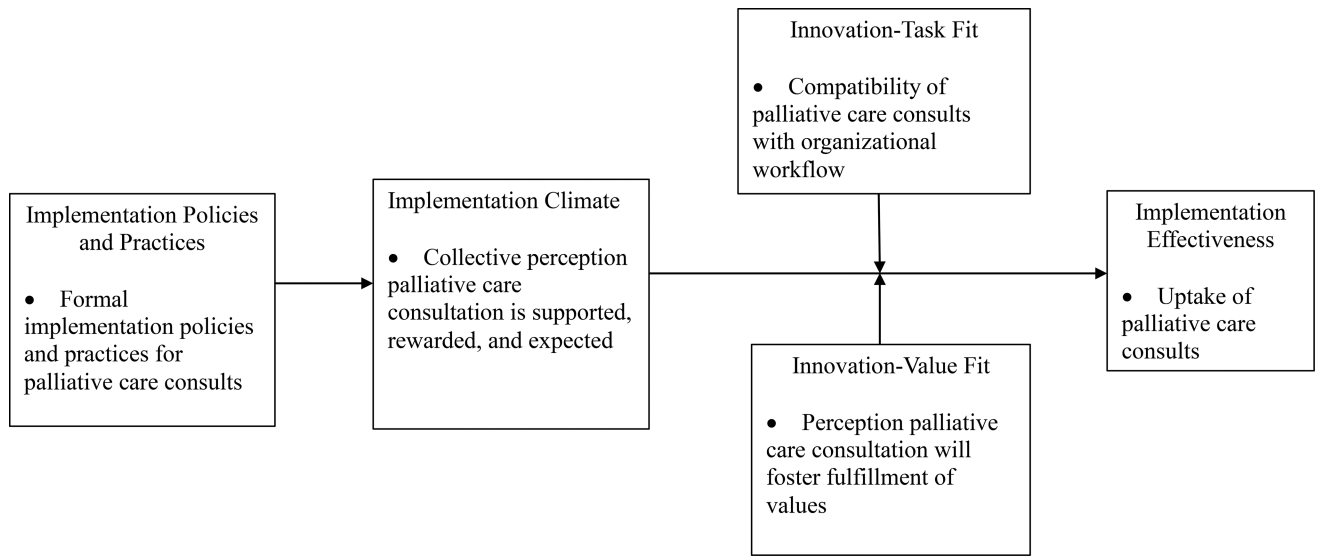 Implementation Policies
and Practices
• Formal
implementation policies
and practices for
palliative care consults
Implementation Climate
• Collective perception
palliative care
consultation is supported,
rewarded, and expected
Innovation-Task Fit
• Compatibility of
palliative care consults
with organizational
workflow
Innovation-Value Fit
• Perception palliative
care consultation will
foster fulfillment of
values
Implementation
Effectiveness
• Uptake of
palliative care
consults